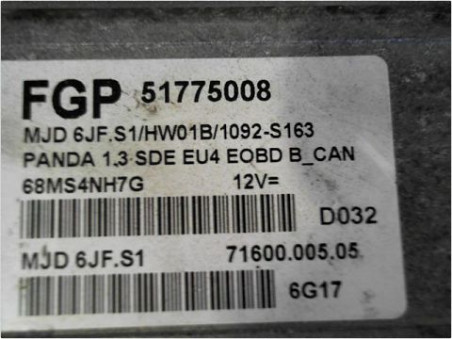 FGP 51775008
MJD 6JF.S1/HW01B/1092-S163
PANDA 1.3 SDE EU4 EOBD B_CAN
68MS4NH7G 12V=
D032
MJD 6JF.S1 71600.005.05
6G17